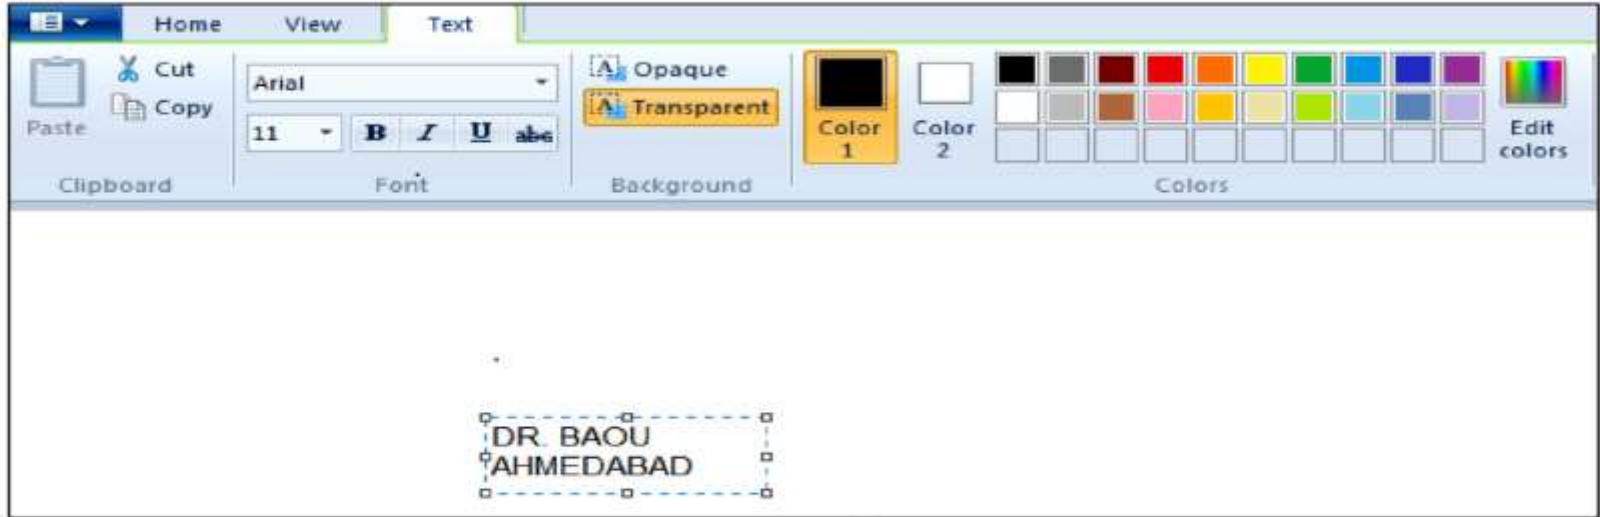 Home View Text
Cut
Copy
Paste
Clipboard
Arial
11 B I U abc
Font
A Opaque
A Transparent
Background
Color 1
Color 2
Edit colors
Colors
DR. BAOU
AHMEDABAD